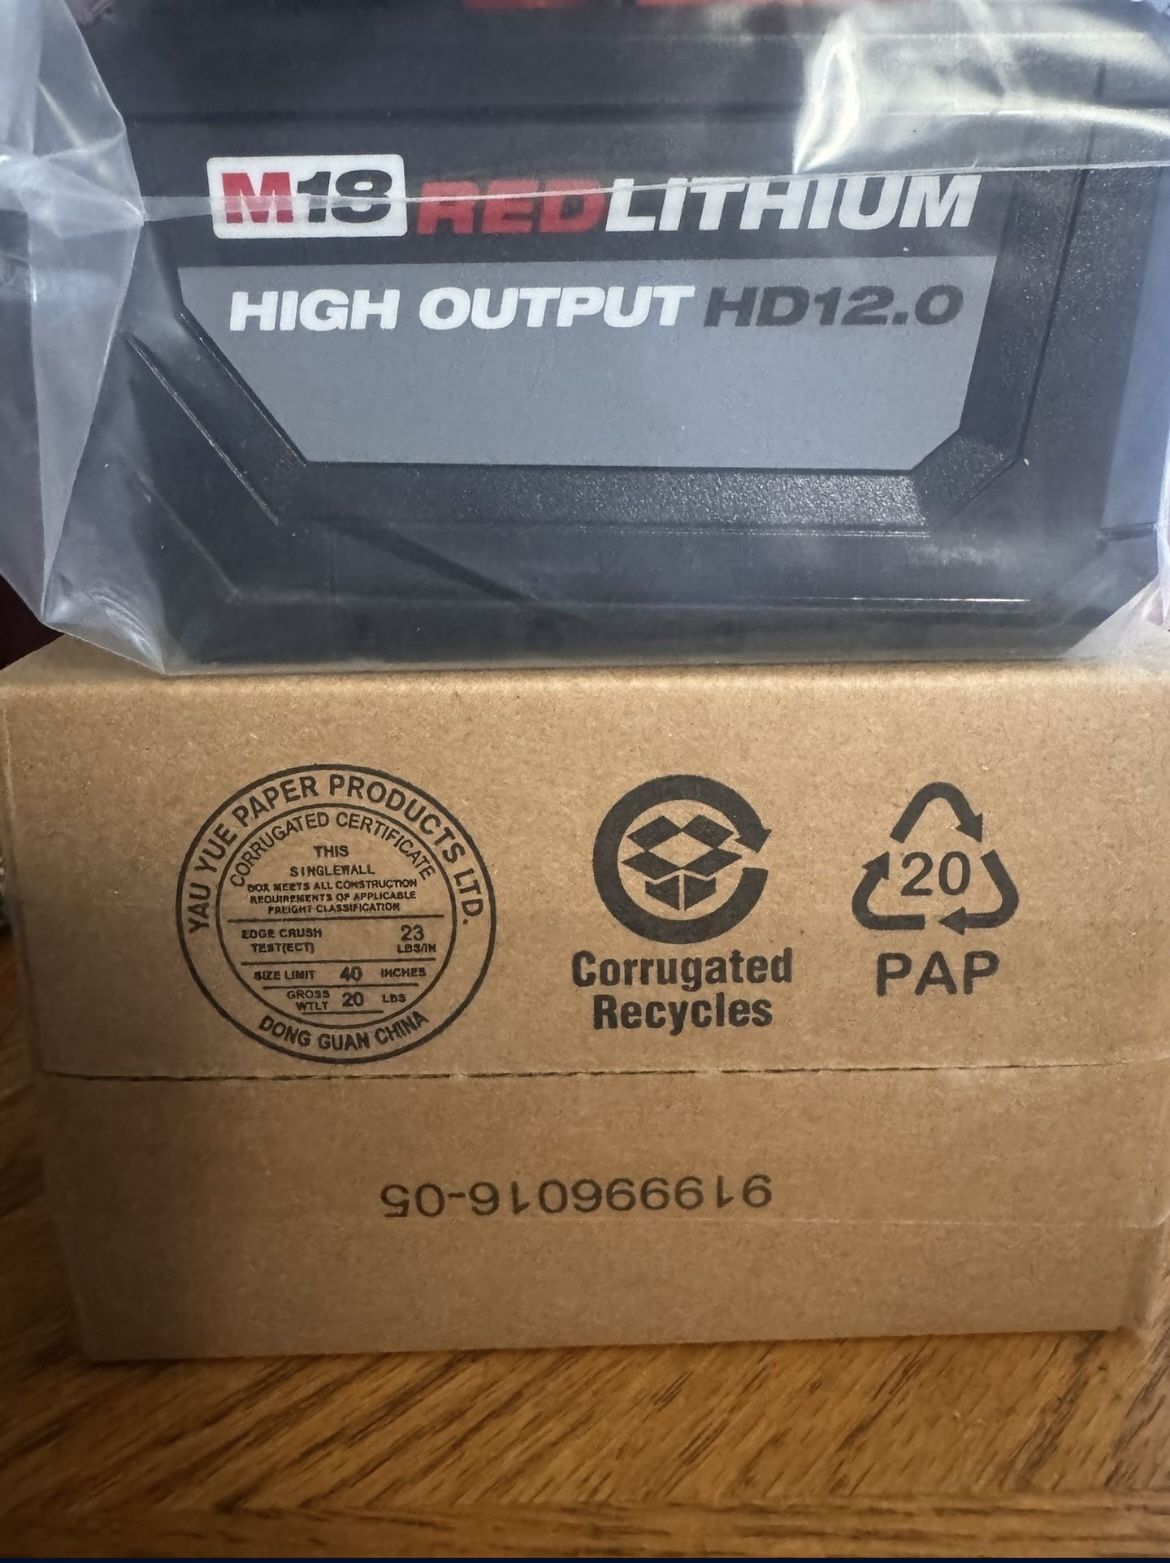 M18 REDLITHIUM
HIGH OUTPUT HD12.0
YAU YUE PAPER PRODUCTS LTD.
CORRUGATED CERTIFICATE
THIS
SINGLEWALL
BOX MEETS ALL CONSTRUCTION
REQUIREMENTS OF APPLICABLE
FREIGHT CLASSIFICATION
EDGE CRUSH
TEST(ECT)
23
LBS/IN
SIZE LIMIT 40 INCHES
GROSS
WTLT
20 LBS
DONG GUAN CHINA
Corrugated
Recycles
20
PAP
919996016-05